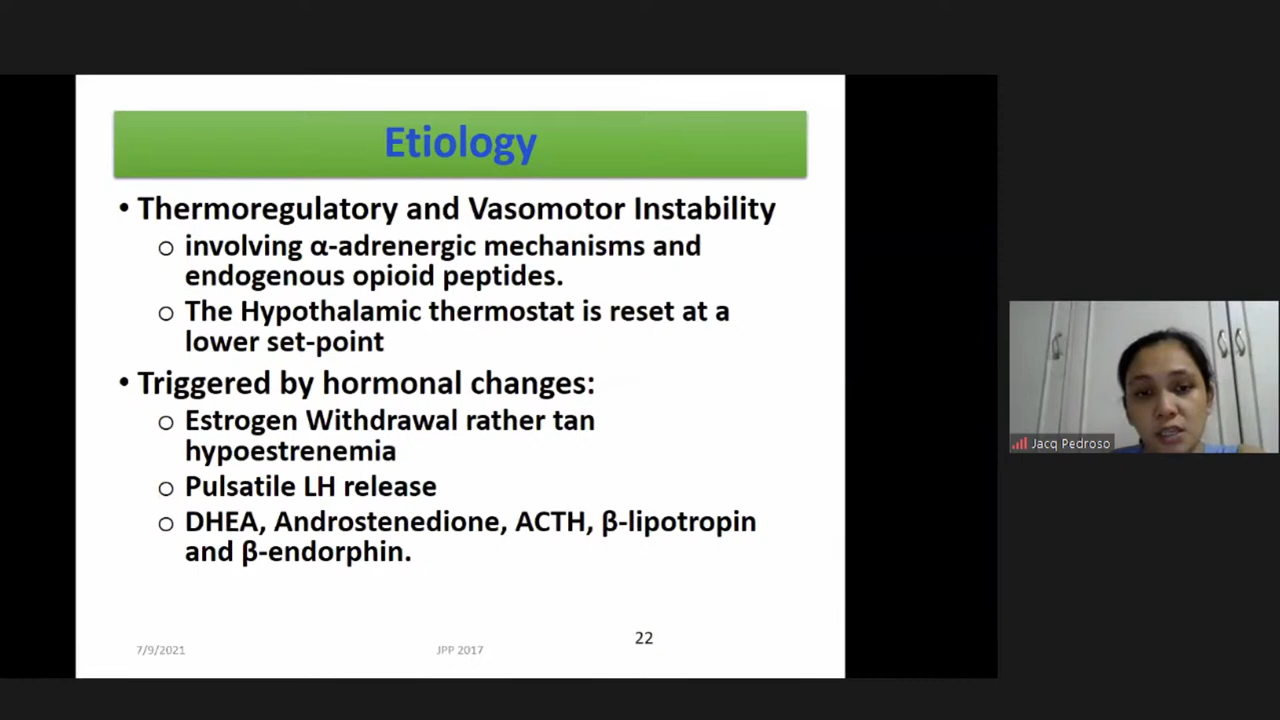 Etiology
• Thermoregulatory and Vasomotor Instability
o involving α-adrenergic mechanisms and
endogenous opioid peptides.
o The Hypothalamic thermostat is reset at a
lower set-point
• Triggered by hormonal changes:
o Estrogen Withdrawal rather tan
hypoestrenemia
o Pulsatile LH release
o DHEA, Androstenedione, ACTH, β-lipotropin
and β-endorphin.
7/9/2021
JPP 2017
22
Jacq Pedroso